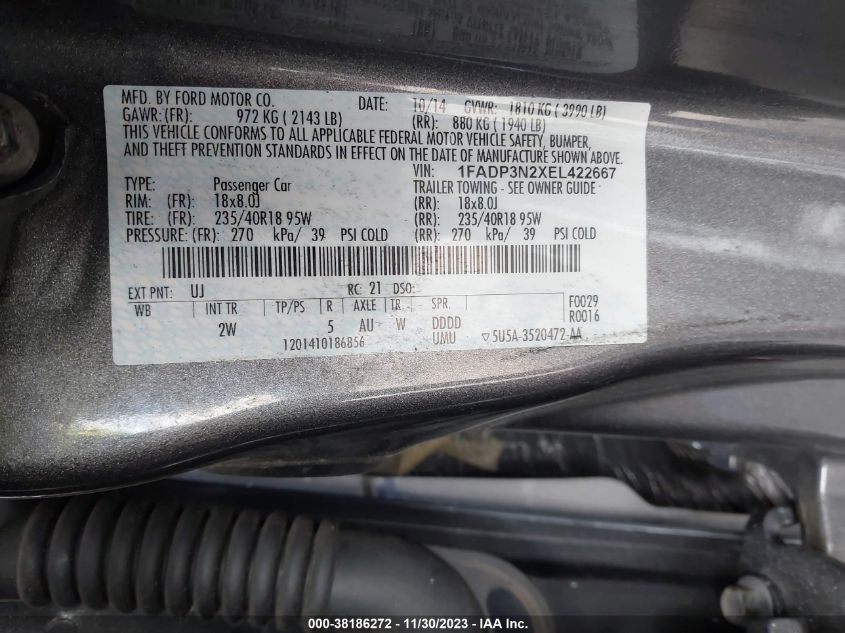 MFD. BY FORD MOTOR CO. DATE: 10/14 GVWR: 1810 KG ( 3990 LB)
GAWR: (FR): 972 KG ( 2143 LB) (RR): 880 KG ( 1940 LB)
THIS VEHICLE CONFORMS TO ALL APPLICABLE FEDERAL MOTOR VEHICLE SAFETY, BUMPER,
AND THEFT PREVENTION STANDARDS IN EFFECT ON THE DATE OF MANUFACTURE SHOWN ABOVE.
VIN: 1FADP3N2XEL422667
TYPE: Passenger Car TRAILER TOWING - SEE OWNER GUIDE
RIM: (FR): 18x8.0J (RR): 18x8.0J
TIRE: (FR): 235/40R18 95W (RR): 235/40R18 95W
PRESSURE: (FR): 270 kPa/ 39 PSI COLD (RR): 270 kPa/ 39 PSI COLD
EXT PNT: UJ RC: 21 DSO:
WB INT TR TP/PS R AXLE TR SPR. F0029
2W 5 AU W DDDD R0016
1201410186856 UMU ▽5U5A-3520472-AA
000-38186272 — 11/30/2023 — IAA Inc.